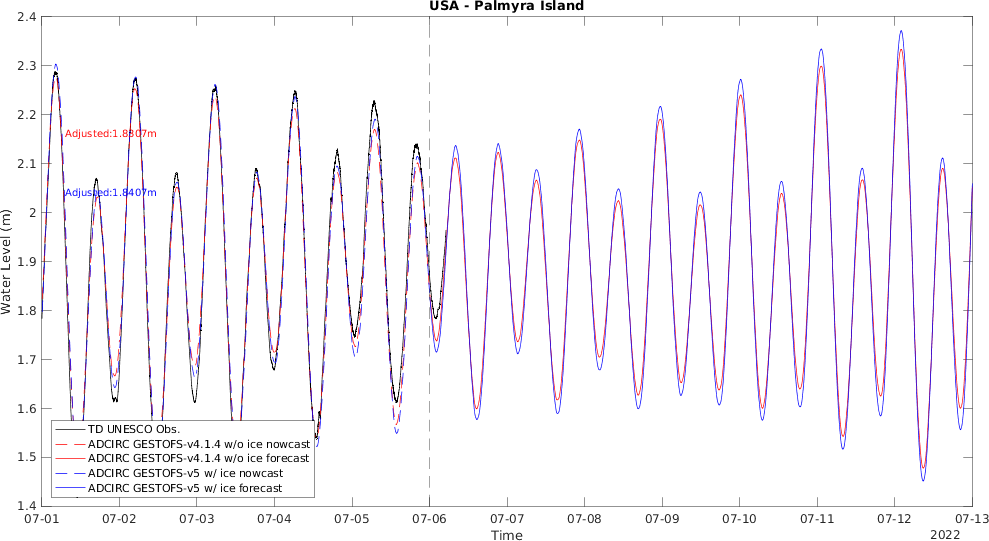 USA - Palmyra Island
2.4
2.3
2.2
2.1
2
1.9
1.8
1.7
1.6
1.5
1.4
Water Level (m)
Adjusted:1.8307m
Adjusted:1.8407m
TD UNESCO Obs.
ADCIRC GESTOFS-v4.1.4 w/o ice nowcast
ADCIRC GESTOFS-v4.1.4 w/o ice forecast
ADCIRC GESTOFS-v5 w/ ice nowcast
ADCIRC GESTOFS-v5 w/ ice forecast
07-01 07-02 07-03 07-04 07-05 07-06 07-07 07-08 07-09 07-10 07-11 07-12 07-13
Time
2022